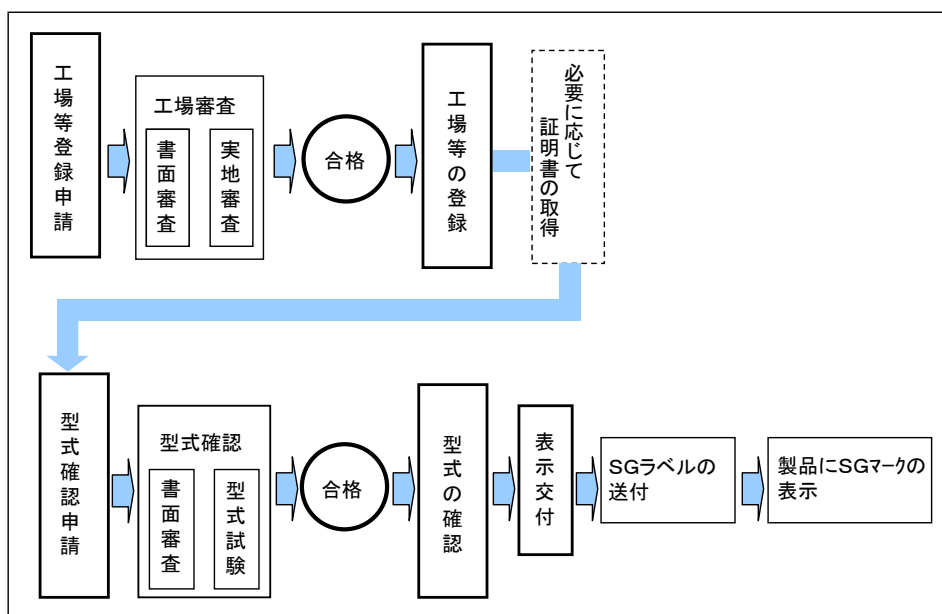 工場等登録申請
工場審査
書面審査
実地審査
合格
工場等の登録
必要に応じて
証明書の取得
型式確認申請
型式確認
書面審査
型式試験
合格
型式の確認
表示交付
SGラベルの
送付
製品にSGマークの
表示